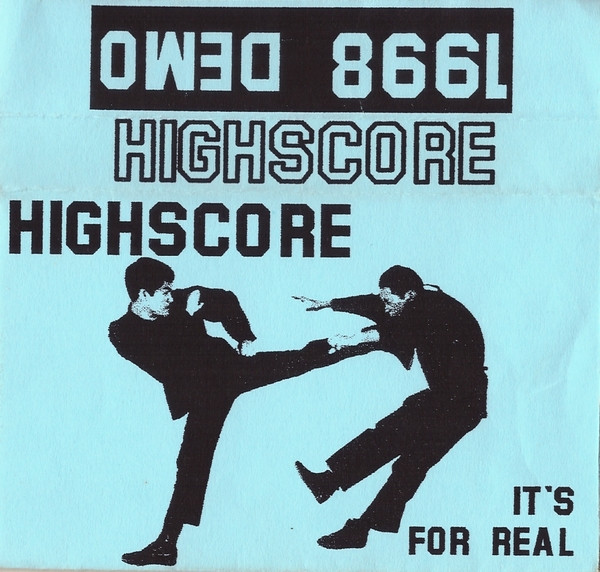 1998 DEMO
HIGHSCORE
HIGHSCORE
IT'S
FOR REAL